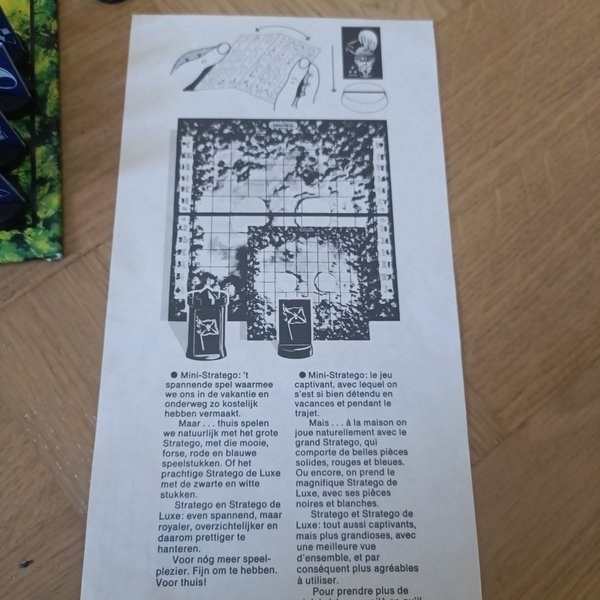 ● Mini-Stratego: 't
spannende spel waarmee
we ons in de vakantie en
onderweg zo kostelijk
hebben vermaakt.
Maar . . . thuis spelen
we natuurlijk met het grote
Stratego, met die mooie,
forse, rode en blauwe
speelstukken. Of het
prachtige Stratego de Luxe
met de zwarte en witte
stukken.
Stratego en Stratego de
Luxe: even spannend, maar
royaler, overzichtelijker en
daarom prettiger te
hanteren.
Voor nóg meer speel-
plezier. Fijn om te hebben.
Voor thuis!
● Mini-Stratego: le jeu
captivant, avec lequel on
s'est si bien détendu en
vacances et pendant le
trajet.
Mais . . . à la maison on
joue naturellement avec le
grand Stratego, qui
comporte de belles pièces
solides, rouges et bleues.
Ou encore, on prend le
magnifique Stratego de
Luxe, avec ses pièces
noires et blanches.
Stratego et Stratego de
Luxe: tout aussi captivants,
mais plus grandioses, avec
une meilleure vue
d'ensemble, et par
conséquent plus agréables
à utiliser.
Pour prendre plus de